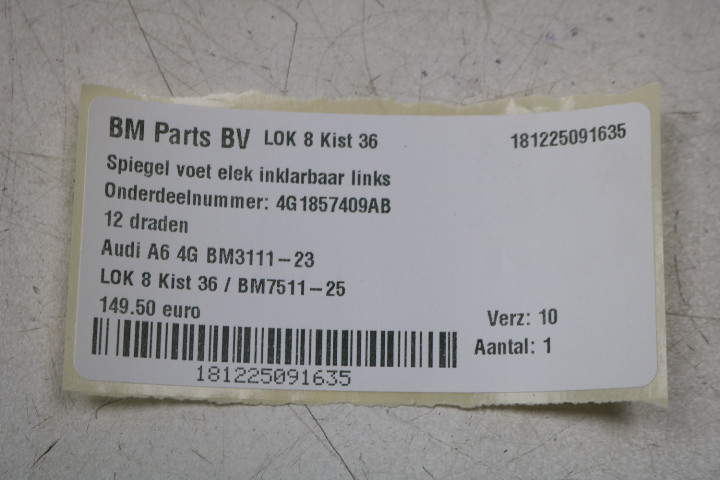 BM Parts BV LOK 8 Kist 36 181225091635
Spiegel voet elek inklarbaar links
Onderdeelnummer: 4G1857409AB
12 draden
Audi A6 4G BM3111-23
LOK 8 Kist 36 / BM7511-25
149.50 euro
Verz: 10
Aantal: 1
181225091635